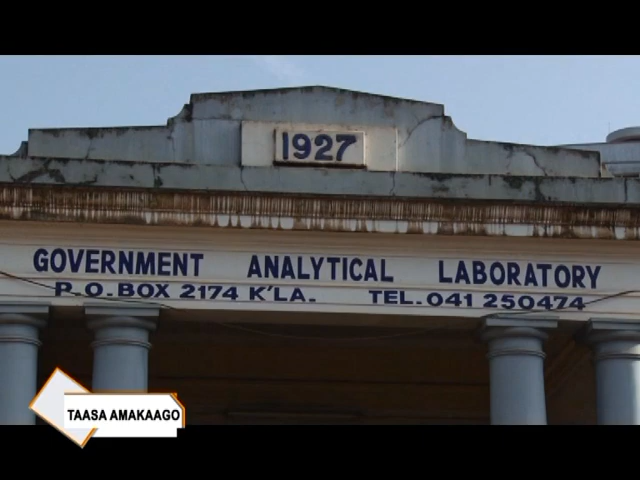 1927
GOVERNMENT ANALYTICAL LABORATORY
P.O. BOX 2174 K'LA. TEL. 041 250474
TAASA AMAKAAGO